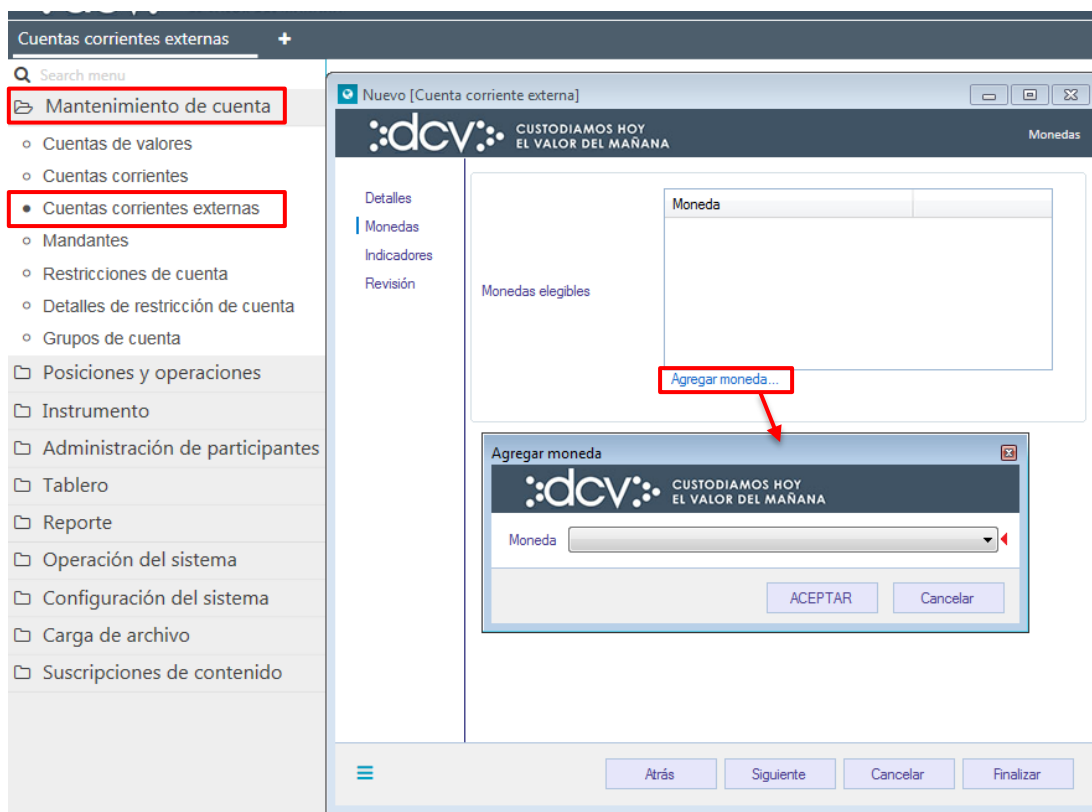 Cuentas corrientes externas +
Search menu
Mantenimiento de cuenta
Cuentas de valores
Cuentas corrientes
Cuentas corrientes externas
Mandantes
Restricciones de cuenta
Detalles de restricción de cuenta
Grupos de cuenta
Posiciones y operaciones
Instrumento
Administración de participantes
Tablero
Reporte
Operación del sistema
Configuración del sistema
Carga de archivo
Suscripciones de contenido
Nuevo [Cuenta corriente externa]
dcv CUSTODIAMOS HOY
EL VALOR DEL MAÑANA
Monedas
Detalles
Monedas
Indicadores
Revisión
Monedas elegibles
Moneda
Agregar moneda...
Agregar moneda
dcv CUSTODIAMOS HOY
EL VALOR DEL MAÑANA
Moneda
ACEPTAR Cancelar
Atrás Siguiente Cancelar Finalizar